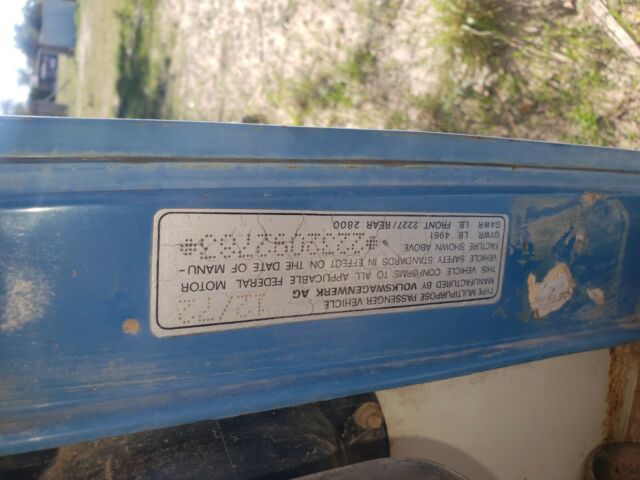 TYPE MULTIPURPOSE PASSENGER VEHICLE
MANUFACTURED BY VOLKSWAGENWERK AG 12/72
THIS VEHICLE CONFORMS TO ALL APPLICABLE FEDERAL MOTOR
VEHICLE SAFETY STANDARDS IN EFFECT ON THE DATE OF MANU-
FACTURE SHOWN ABOVE
GVWR LB. 4961
GAWR LB. FRONT 2227/REAR 2800